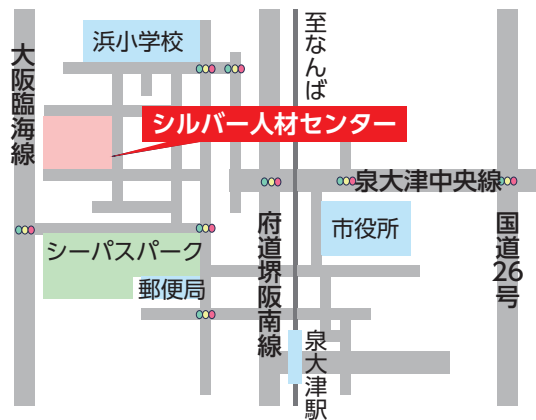 浜小学校
至なんば
大阪臨海線
シルバー人材センター
泉大津中央線
市役所
シーパスパーク
府道堺阪南線
国道26号
郵便局
泉大津駅